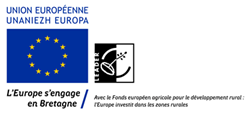 UNION EUROPÉENNE
UNANIEZH EUROPA
LEADER
L'Europe s'engage
en Bretagne
Avec le Fonds européen agricole pour le développement rural :
l'Europe investit dans les zones rurales